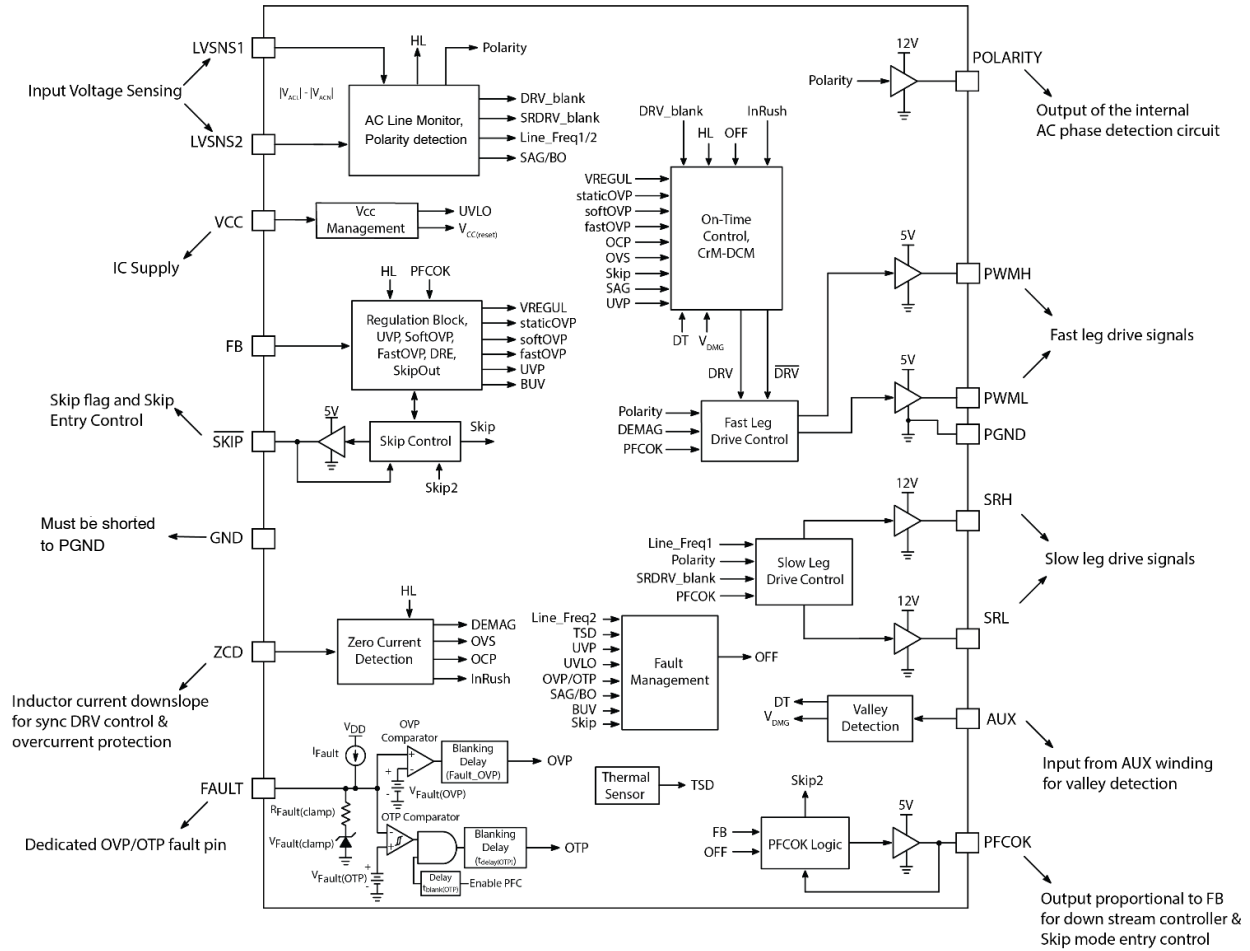 LVSNS1
Input Voltage Sensing
LVSNS2
|VACL| - |VACN|
HL
Polarity
AC Line Monitor,
Polarity detection
DRV_blank
SRDRV_blank
Line_Freq1/2
SAG/BO
VCC
IC Supply
Vcc
Management
UVLO
VCC(reset)
HL
PFCOK
FB
Regulation Block,
UVP, SoftOVP,
FastOVP, DRE,
SkipOut
VREGUL
staticOVP
softOVP
fastOVP
UVP
BUV
Skip flag and Skip
Entry Control
SKIP
5V
Skip Control
Skip
Skip2
Must be shorted
to PGND
GND
HL
ZCD
Zero Current
Detection
DEMAG
OVS
OCP
InRush
Inductor current downslope
for sync DRV control &
overcurrent protection
VDD
IFault
OVP
Comparator
+
-
+
-
VFault(OVP)
Blanking
Delay
(Fault_OVP)
OVP
FAULT
RFault(clamp)
VFault(clamp)
Dedicated OVP/OTP fault pin
OTP Comparator
-
+
+
-
VFault(OTP)
Blanking
Delay
(tdelay(OTP))
OTP
Delay
tblank(OTP)
Enable PFC
12V
Polarity
POLARITY
Output of the internal
AC phase detection circuit
DRV_blank
HL
OFF
InRush
VREGUL
staticOVP
softOVP
fastOVP
OCP
OVS
Skip
SAG
UVP
On-Time
Control,
CrM-DCM
DT
VDMG
DRV
DRV
5V
PWMH
Fast leg drive signals
Polarity
DEMAG
PFCOK
Fast Leg
Drive Control
5V
PWML
PGND
12V
SRH
Line_Freq1
Polarity
SRDRV_blank
PFCOK
Slow Leg
Drive Control
Slow leg drive signals
12V
SRL
Line_Freq2
TSD
UVP
UVLO
OVP/OTP
SAG/BO
BUV
Skip
Fault
Management
OFF
DT
VDMG
Valley
Detection
AUX
Input from AUX winding
for valley detection
Thermal
Sensor
TSD
Skip2
FB
OFF
PFCOK Logic
5V
PFCOK
Output proportional to FB
for down stream controller &
Skip mode entry control